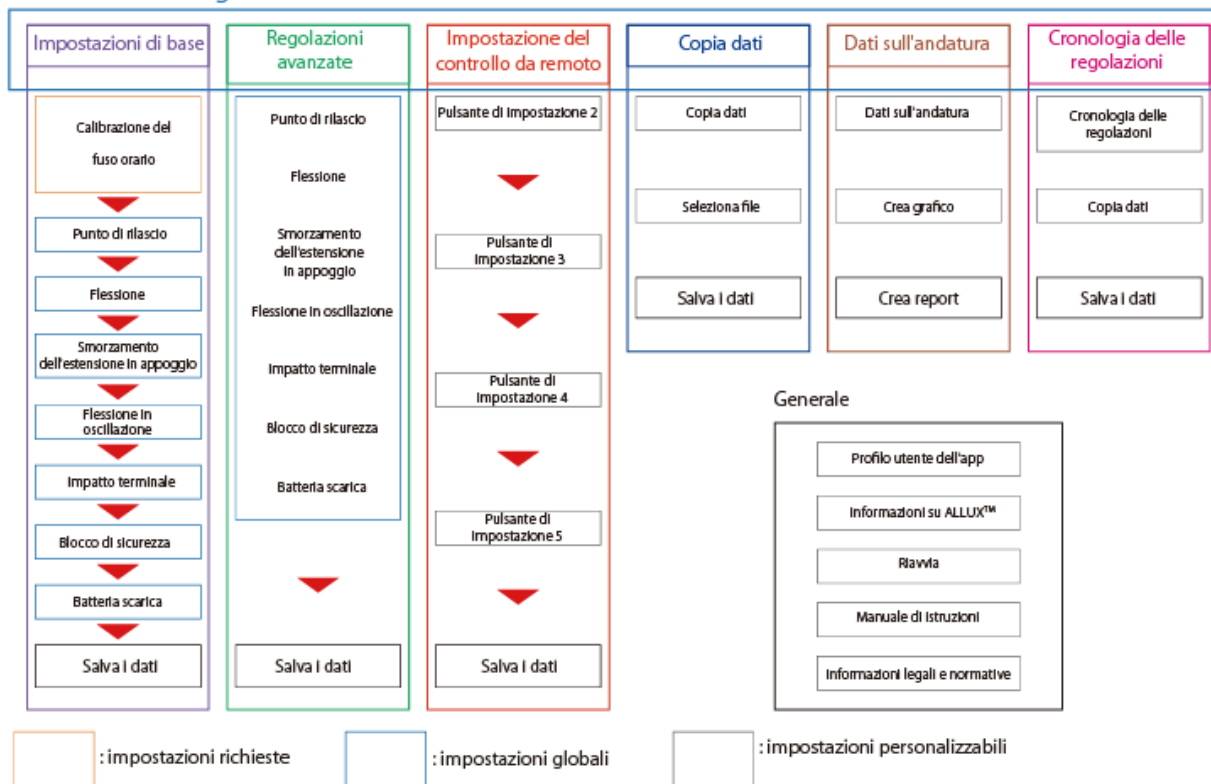 Impostazioni di base
Calibrazione del
fuso orario
Punto di rilascio
Flessione
Smorzamento
dell'estensione in appoggio
Flessione in
oscillazione
Impatto terminale
Blocco di sicurezza
Batteria scarica
Salva i dati
Regolazioni
avanzate
Punto di rilascio
Flessione
Smorzamento
dell'estensione
in appoggio
Flessione in oscillazione
Impatto terminale
Blocco di sicurezza
Batteria scarica
Salva i dati
Impostazione del
controllo da remoto
Pulsante di Impostazione 2
Pulsante di
Impostazione 3
Pulsante di
Impostazione 4
Pulsante di
Impostazione 5
Salva i dati
Copia dati
Copia dati
Seleziona file
Salva i dati
Dati sull'andatura
Dati sull'andatura
Crea grafico
Crea report
Cronologia delle
regolazioni
Cronologia delle
regolazioni
Copia dati
Salva i dati
Generale
Profilo utente dell'app
Informazioni su ALLUX™
Riavvia
Manuale di istruzioni
Informazioni legali e normative
: impostazioni richieste
: impostazioni globali
: impostazioni personalizzabili